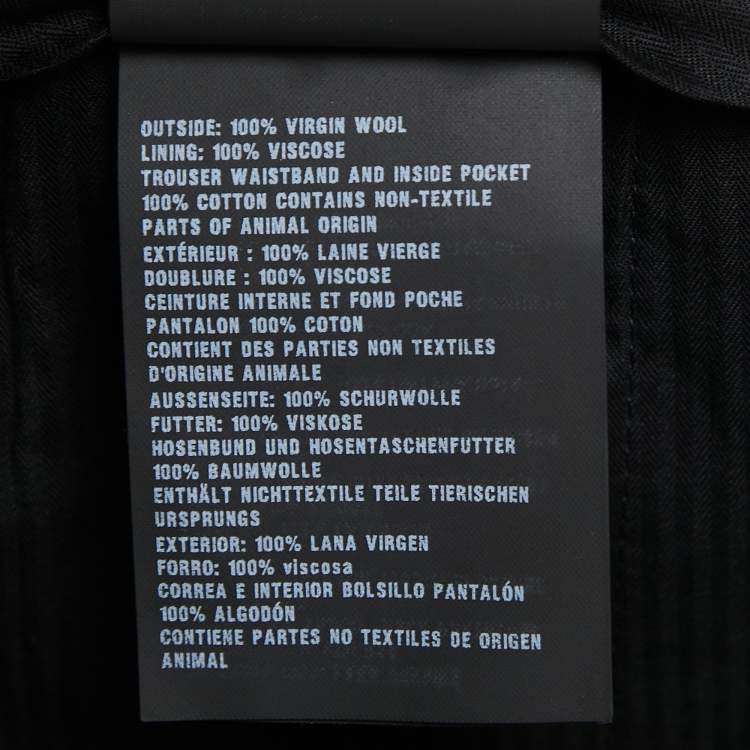 OUTSIDE: 100% VIRGIN WOOL
LINING: 100% VISCOSE
TROUSER WAISTBAND AND INSIDE POCKET
100% COTTON CONTAINS NON-TEXTILE
PARTS OF ANIMAL ORIGIN
EXTÉRIEUR : 100% LAINE VIERGE
DOUBLURE : 100% VISCOSE
CEINTURE INTERNE ET FOND POCHE
PANTALON 100% COTON
CONTIENT DES PARTIES NON TEXTILES
D'ORIGINE ANIMALE
AUSSENSEITE: 100% SCHURWOLLE
FUTTER: 100% VISKOSE
HOSENBUND UND HOSENTASCHENFUTTER
100% BAUMWOLLE
ENTHÄLT NICHTTEXTILE TEILE TIERISCHEN
URSPRUNGS
EXTERIOR: 100% LANA VIRGEN
FORRO: 100% viscosa
CORREA E INTERIOR BOLSILLO PANTALÓN
100% ALGODÓN
CONTIENE PARTES NO TEXTILES DE ORIGEN
ANIMAL